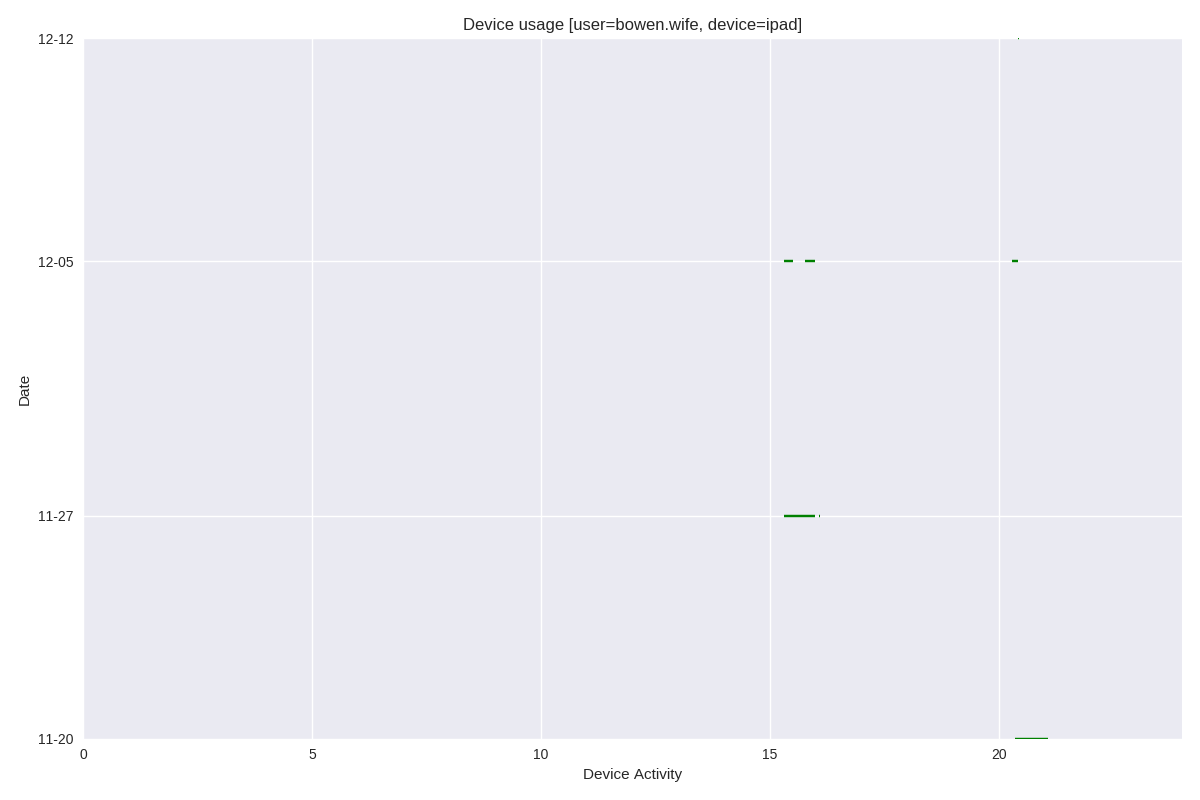 Device usage [user=bowen.wife, device=ipad]
12-12
12-05
Date
11-27
11-20
0 5 10 15 20
Device Activity